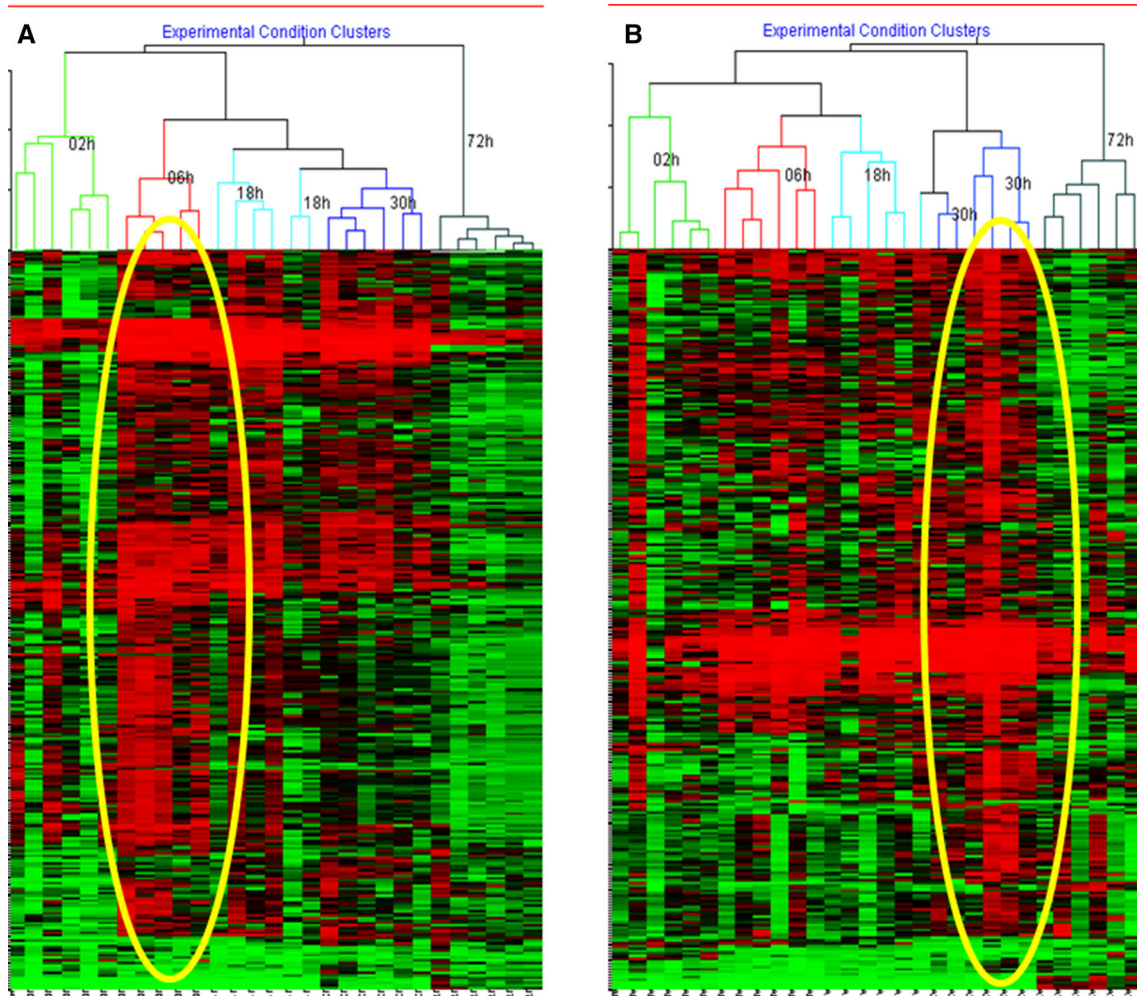 A
Experimental Condition Clusters
02h
06h
18h
18h
30h
72h
B
Experimental Condition Clusters
02h
06h
18h
30h
30h
72h